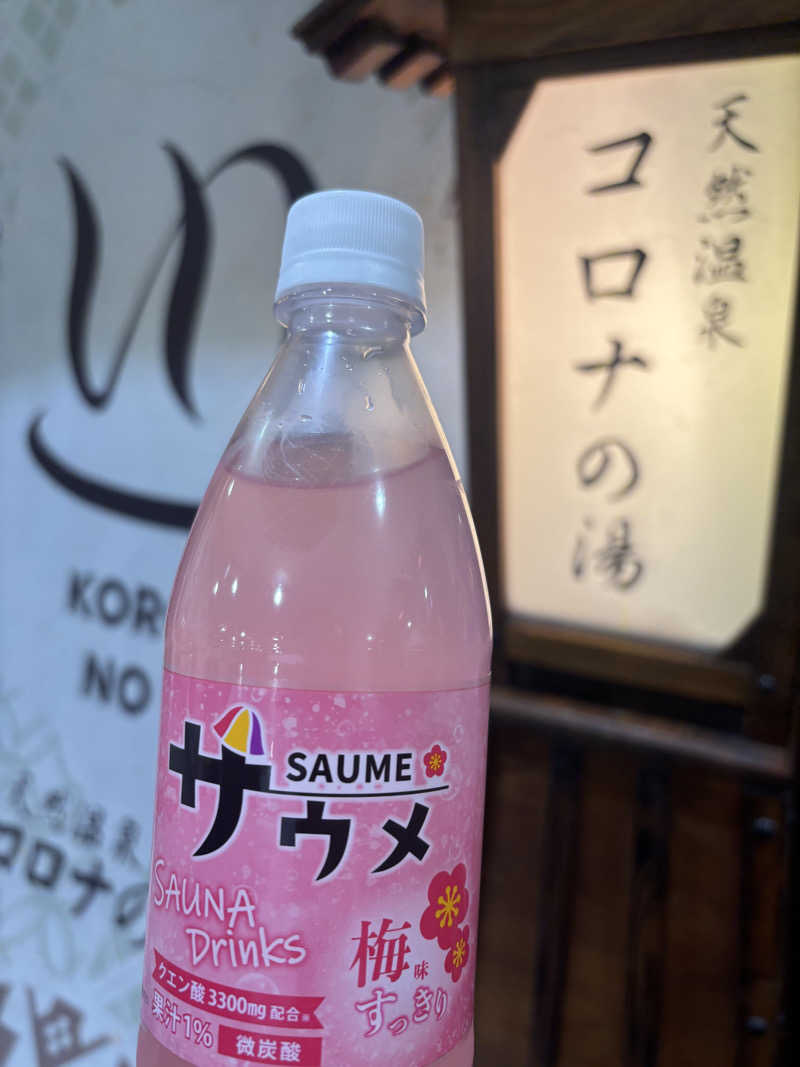 天然温泉
コロナの湯
KOR
NO
天然温泉
コロナの
SAUME
サウメ
SAUNA
Drinks
梅味
すっきり
クエン酸3300mg配合※
果汁1%
微炭酸